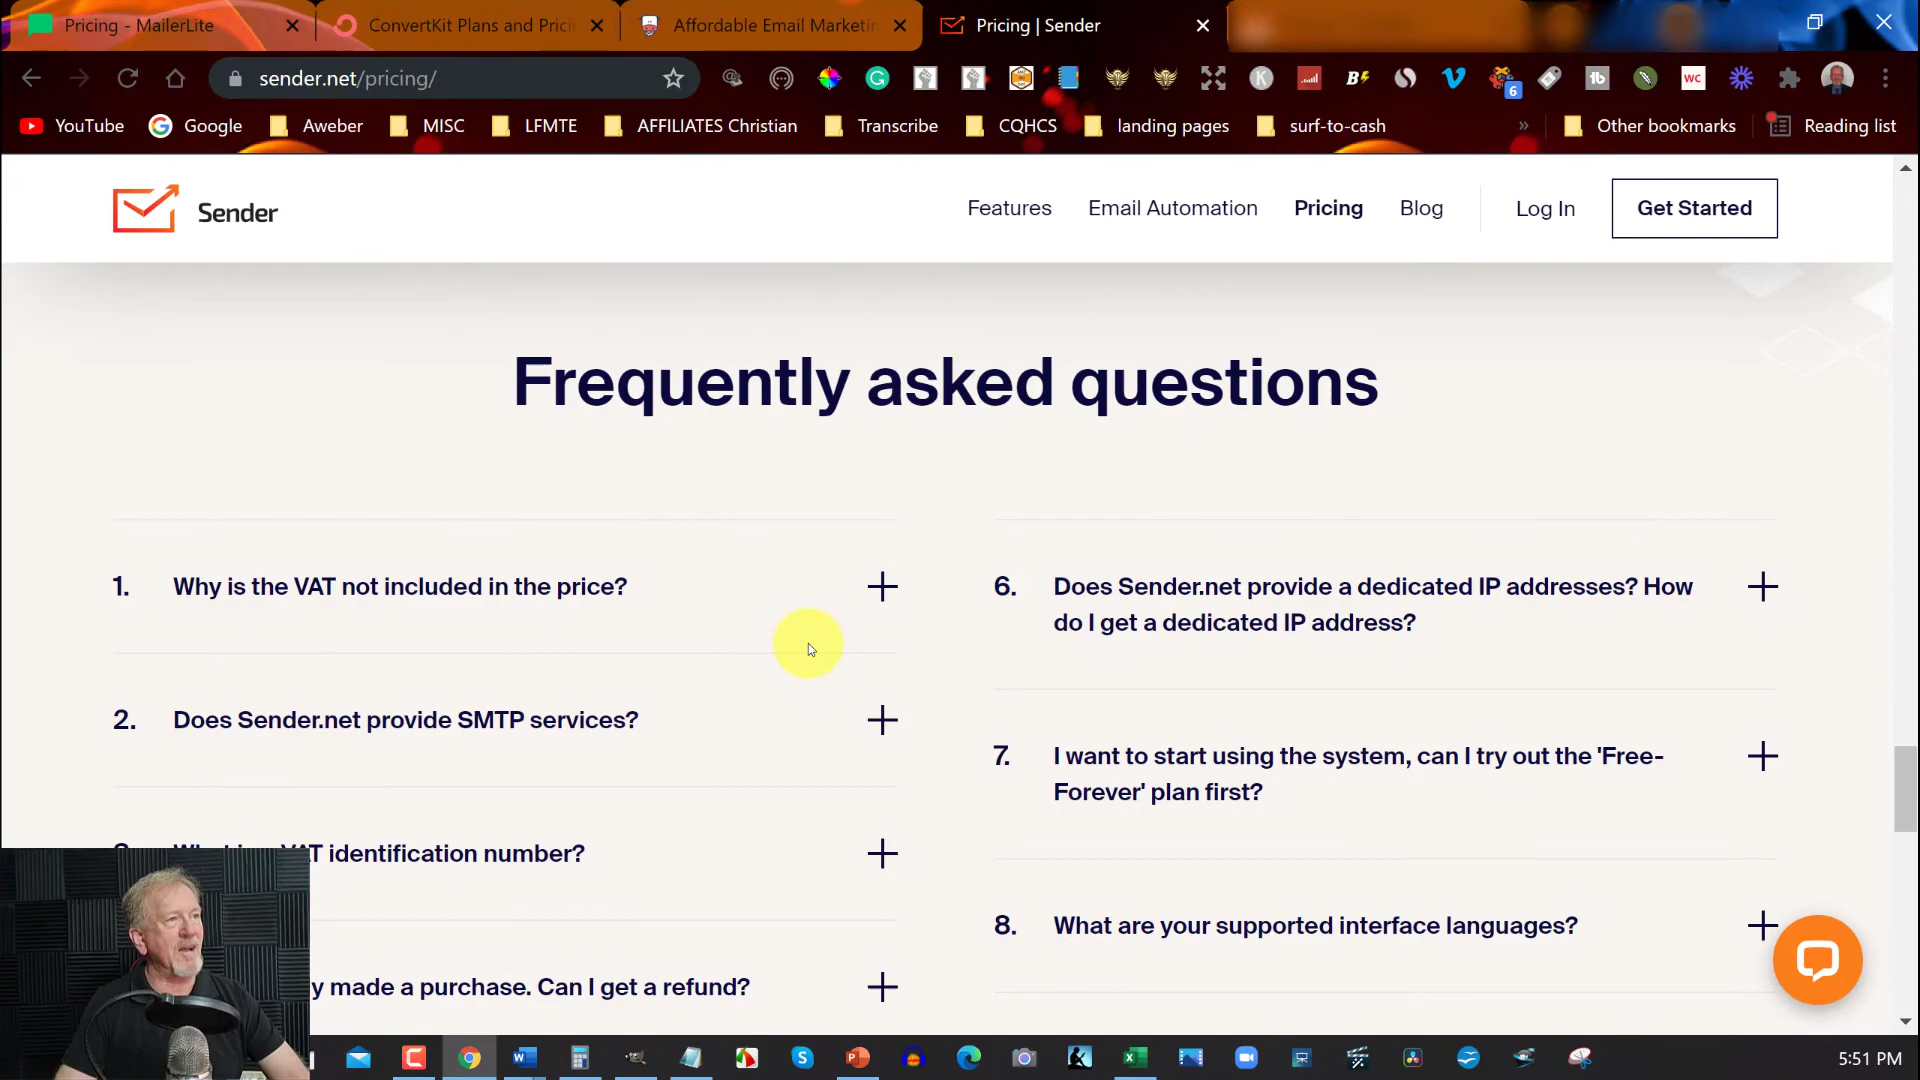 Pricing - MailerLite
ConvertKit Plans and Prici
Affordable Email Marketin
Pricing | Sender
sender.net/pricing/
6
WC
YouTube
Google
Aweber
MISC
LFMTE
AFFILIATES Christian
Transcribe
CQHCS
landing pages
surf-to-cash
»
Other bookmarks
Reading list
Sender
Features
Email Automation
Pricing
Blog
Log In
Get Started
Frequently asked questions
1. Why is the VAT not included in the price?
2. Does Sender.net provide SMTP services?
VAT identification number?
y made a purchase. Can I get a refund?
6. Does Sender.net provide a dedicated IP addresses? How
do I get a dedicated IP address?
7. I want to start using the system, can I try out the 'Free-
Forever' plan first?
8. What are your supported interface languages?
5:51 PM